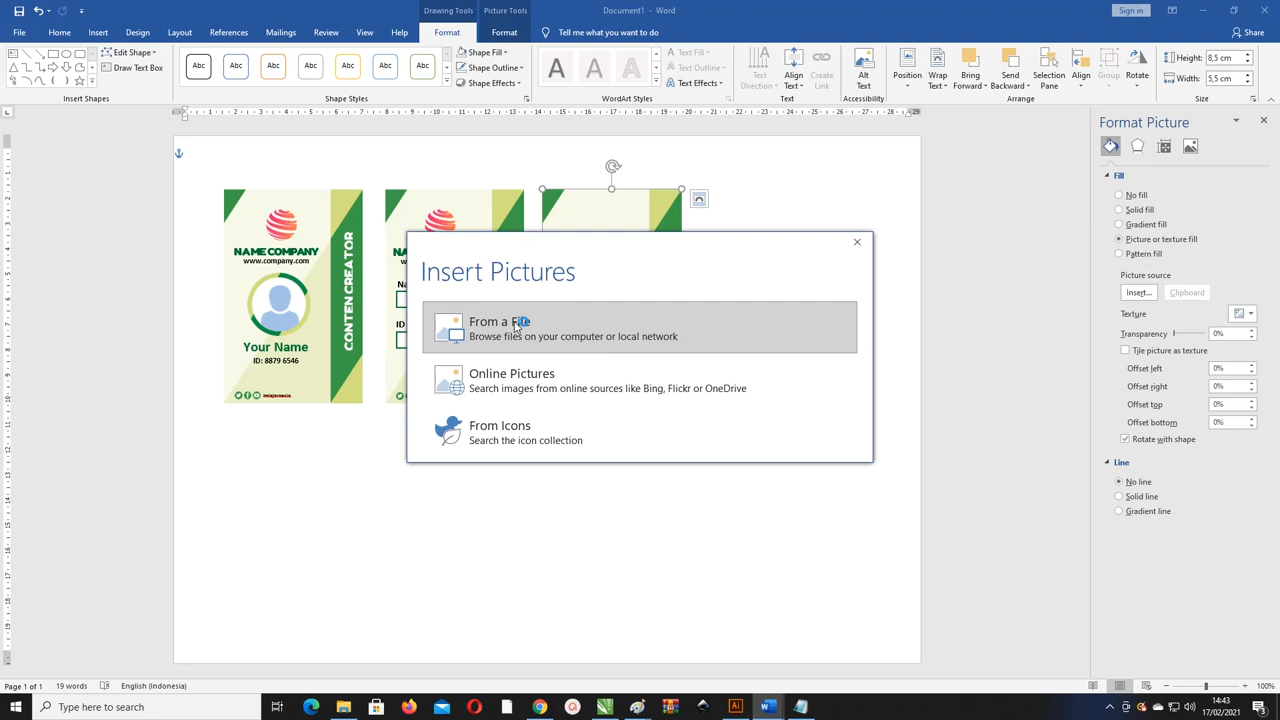 Drawing Tools Picture Tools Document1 - Word Sign in
File Home Insert Design Layout References Mailings Review View Help Format Format Tell me what you want to do Share
Edit Shape
Draw Text Box
Insert Shapes
Abc Abc Abc Abc Abc Abc Abc
Shape Fill
Shape Outline
Shape Effects
Shape Styles
A A A
Text Fill
Text Outline
Text Effects
WordArt Styles
Text Direction
Align Text
Create Link
Text
Alt Text
Accessibility
Position
Wrap Text
Bring Forward
Send Backward
Selection Pane
Align
Group
Rotate
Arrange
Height: 8,5 cm
Width: 5,5 cm
Size
NAME COMPANY
www.company.com
CONTEN CREATOR
Your Name
ID: 8879 6546
Na
ID
Insert Pictures
From a File
Browse files on your computer or local network
Online Pictures
Search images from online sources like Bing, Flickr or OneDrive
From Icons
Search the icon collection
Format Picture
Fill
No fill
Solid fill
Gradient fill
Picture or texture fill
Pattern fill
Picture source
Insert... Clipboard
Texture
Transparency 0%
Tile picture as texture
Offset left 0%
Offset right 0%
Offset top 0%
Offset bottom 0%
Rotate with shape
Line
No line
Solid line
Gradient line
Page 1 of 1 19 words English (Indonesia) 100%
Type here to search
14:43
17/02/2021